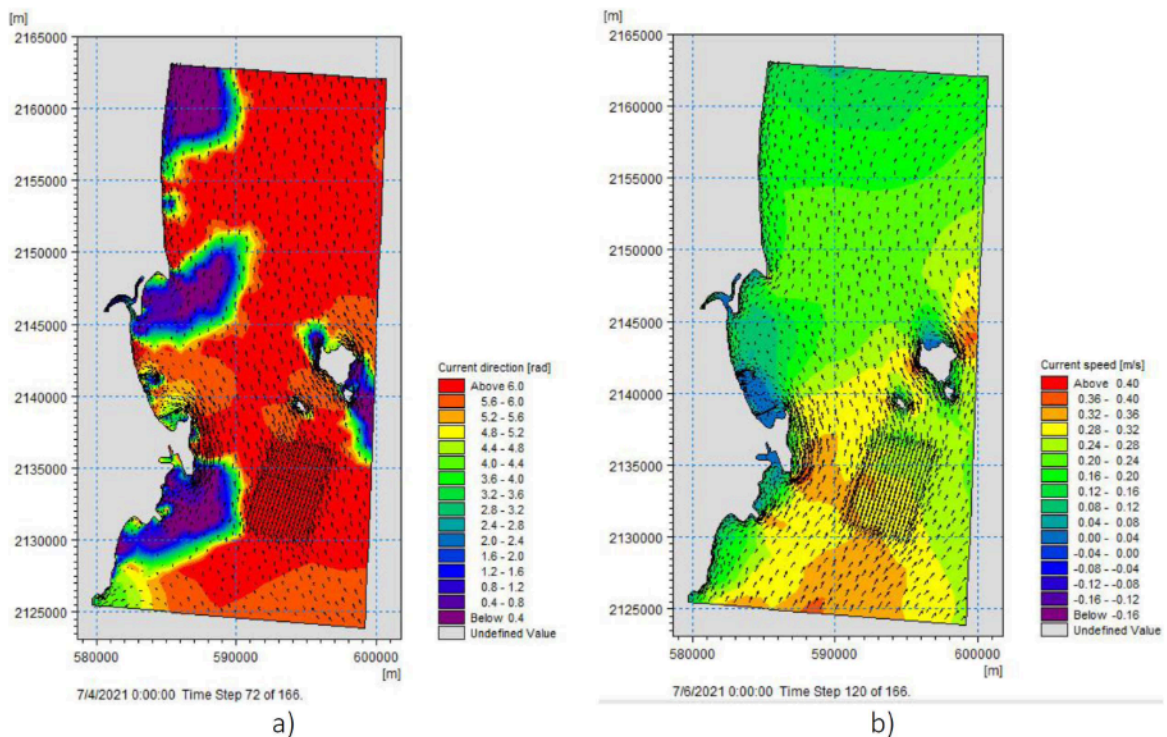 [m]
2165000
2160000
2155000
2150000
2145000
2140000
2135000
2130000
2125000
580000
590000
600000
[m]
Current direction [rad]
Above 6.0
5.6 - 6.0
5.2 - 5.6
4.8 - 5.2
4.4 - 4.8
4.0 - 4.4
3.6 - 4.0
3.2 - 3.6
2.8 - 3.2
2.4 - 2.8
2.0 - 2.4
1.6 - 2.0
1.2 - 1.6
0.8 - 1.2
0.4 - 0.8
Below 0.4
Undefined Value
7/4/2021 0:00:00 Time Step 72 of 166.
a)
[m]
2165000
2160000
2155000
2150000
2145000
2140000
2135000
2130000
2125000
580000
590000
600000
[m]
Current speed [m/s]
Above 0.40
0.36 - 0.40
0.32 - 0.36
0.28 - 0.32
0.24 - 0.28
0.20 - 0.24
0.16 - 0.20
0.12 - 0.16
0.08 - 0.12
0.04 - 0.08
0.00 - 0.04
-0.04 - 0.00
-0.08 - -0.04
-0.12 - -0.08
-0.16 - -0.12
Below -0.16
Undefined Value
7/6/2021 0:00:00 Time Step 120 of 166.
b)